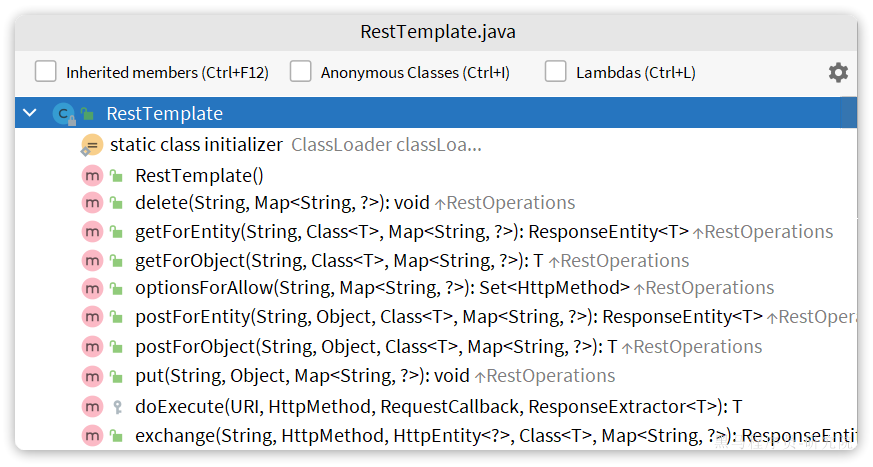 RestTemplate.java
Inherited members (Ctrl+F12) Anonymous Classes (Ctrl+I) Lambdas (Ctrl+L)
C RestTemplate
static class initializer ClassLoader classLoa...
m RestTemplate()
m delete(String, Map<String, ?>): void ↑RestOperations
m getForEntity(String, Class<T>, Map<String, ?>): ResponseEntity<T> ↑RestOperations
m getForObject(String, Class<T>, Map<String, ?>): T ↑RestOperations
m optionsForAllow(String, Map<String, ?>): Set<HttpMethod> ↑RestOperations
m postForEntity(String, Object, Class<T>, Map<String, ?>): ResponseEntity<T> ↑RestOpera
m postForObject(String, Object, Class<T>, Map<String, ?>): T ↑RestOperations
m put(String, Object, Map<String, ?>): void ↑RestOperations
m doExecute(URI, HttpMethod, RequestCallback, ResponseExtractor<T>): T
m exchange(String, HttpMethod, HttpEntity<?>, Class<T>, Map<String, ?>): ResponseEnti